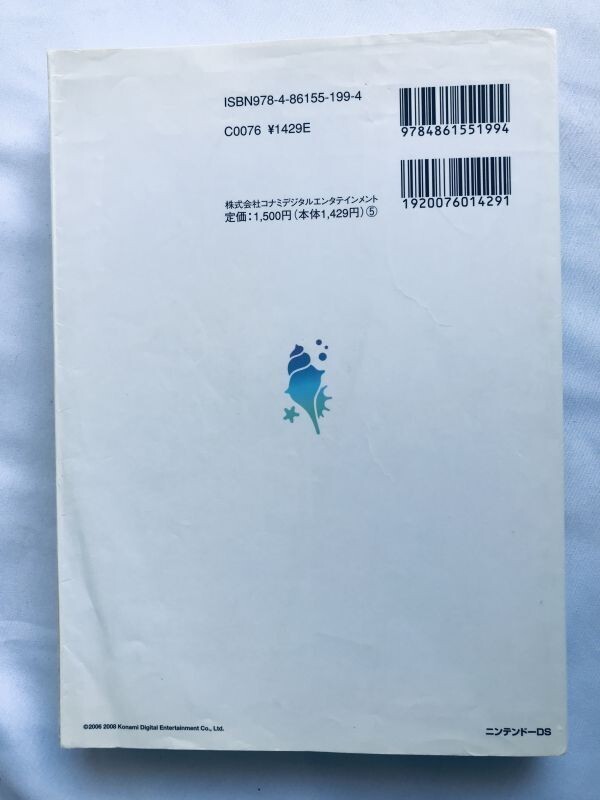 ISBN978-4-86155-199-4
C0076 ¥1429E
9784861551994
1920076014291
株式会社コナミデジタルエンタテインメント
定価：1,500円（本体1,429円）⑤
©2006 2008 Konami Digital Entertainment Co., Ltd.
ニンテンドーDS